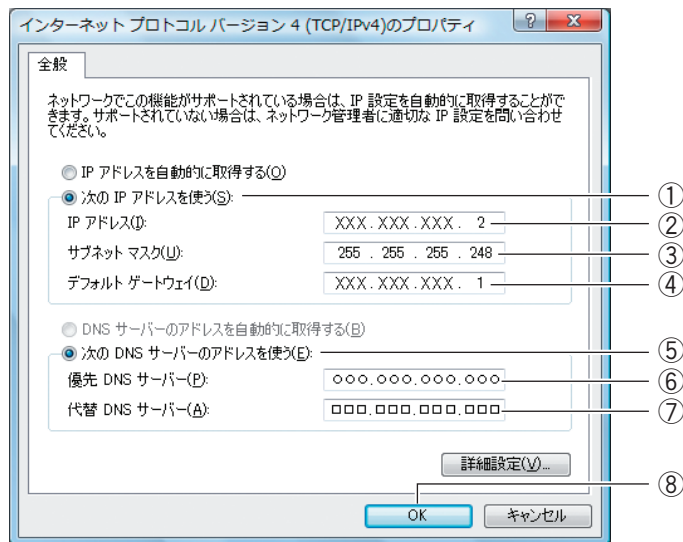 インターネット プロトコル バージョン 4 (TCP/IPv4)のプロパティ
全般
ネットワークでこの機能がサポートされている場合は、IP 設定を自動的に取得することがで
きます。サポートされていない場合は、ネットワーク管理者に適切な IP 設定を問い合わせ
てください。
IP アドレスを自動的に取得する(O)
次の IP アドレスを使う(S): ①
IP アドレス(I): XXX . XXX . XXX . 2 ②
サブネット マスク(U): 255 . 255 . 255 . 248 ③
デフォルト ゲートウェイ(D): XXX . XXX . XXX . 1 ④
DNS サーバーのアドレスを自動的に取得する(B)
次の DNS サーバーのアドレスを使う(E): ⑤
優先 DNS サーバー(P): ○○○.○○○.○○○.○○○ ⑥
代替 DNS サーバー(A): □□□.□□□.□□□.□□□ ⑦
詳細設定(V)...
⑧
OK キャンセル